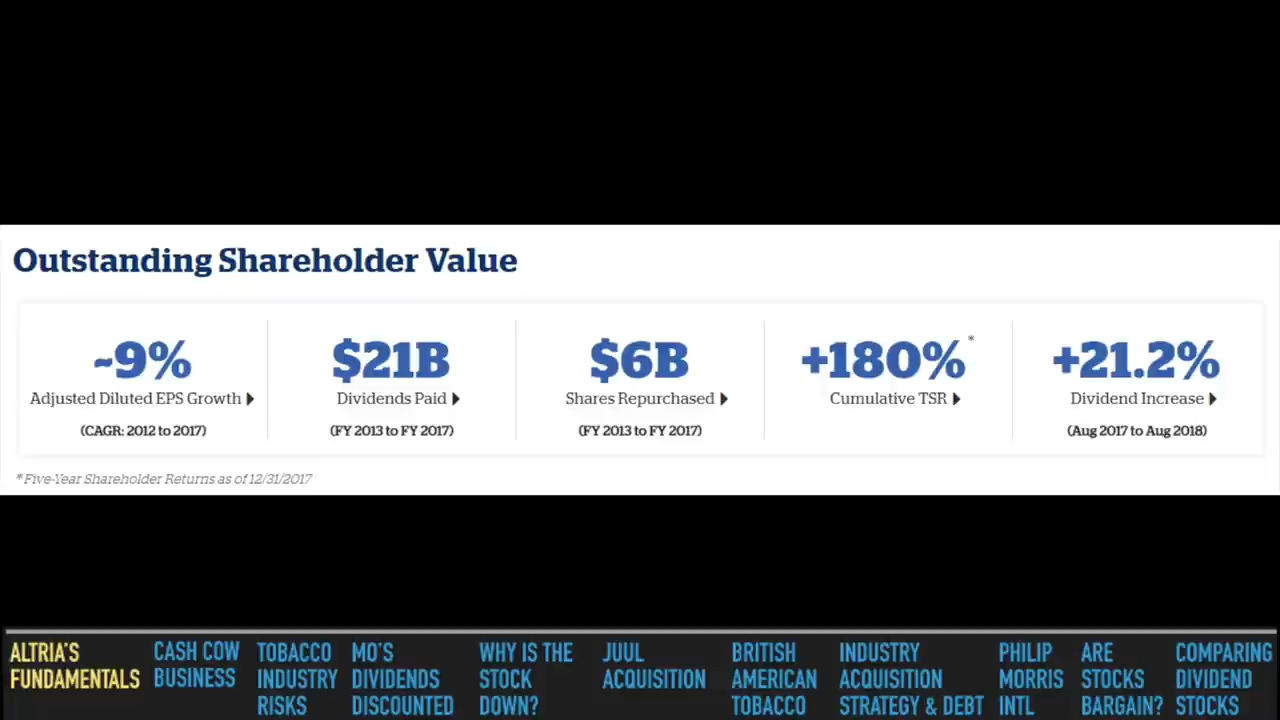 Outstanding Shareholder Value
~9%
Adjusted Diluted EPS Growth
(CAGR: 2012 to 2017)
$21B
Dividends Paid
(FY 2013 to FY 2017)
$6B
Shares Repurchased
(FY 2013 to FY 2017)
+180%*
Cumulative TSR
+21.2%
Dividend Increase
(Aug 2017 to Aug 2018)
*Five-Year Shareholder Returns as of 12/31/2017
ALTRIA'S
FUNDAMENTALS
CASH COW
BUSINESS
TOBACCO
INDUSTRY
RISKS
MO'S
DIVIDENDS
DISCOUNTED
WHY IS THE
STOCK
DOWN?
JUUL
ACQUISITION
BRITISH
AMERICAN
TOBACCO
INDUSTRY
ACQUISITION
STRATEGY & DEBT
PHILIP
MORRIS
INTL
ARE
STOCKS
BARGAIN?
COMPARING
DIVIDEND
STOCKS